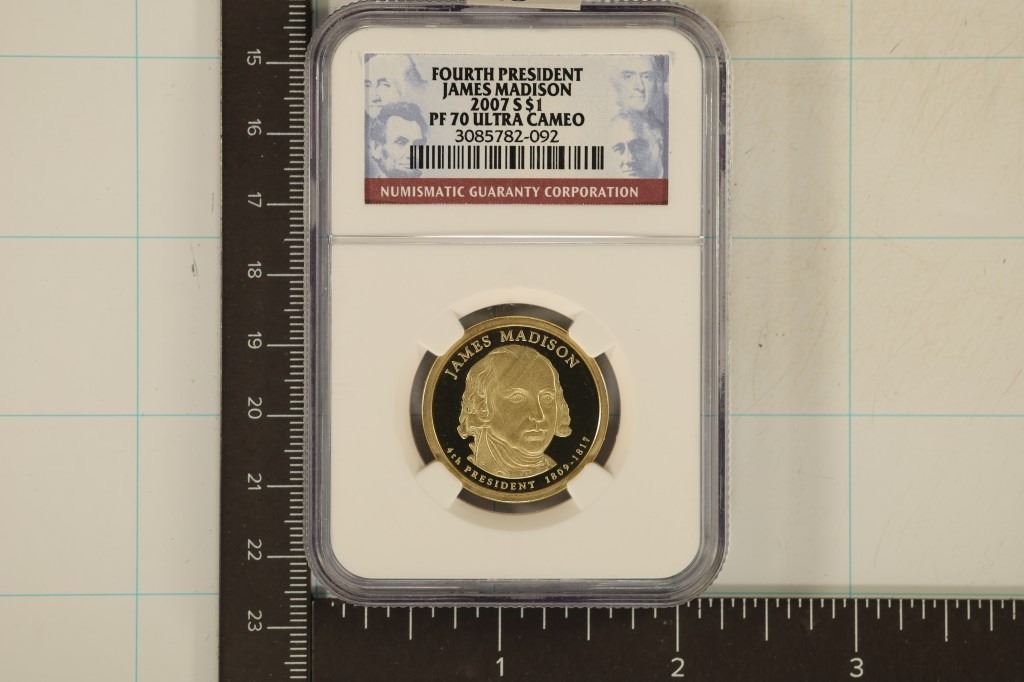 FOURTH PRESIDENT
JAMES MADISON
2007 S $1
PF 70 ULTRA CAMEO
3085782-092
NUMISMATIC GUARANTY CORPORATION
JAMES MADISON
4th PRESIDENT 1809-1817
15
16
17
18
19
20
21
22
23
1
2
3